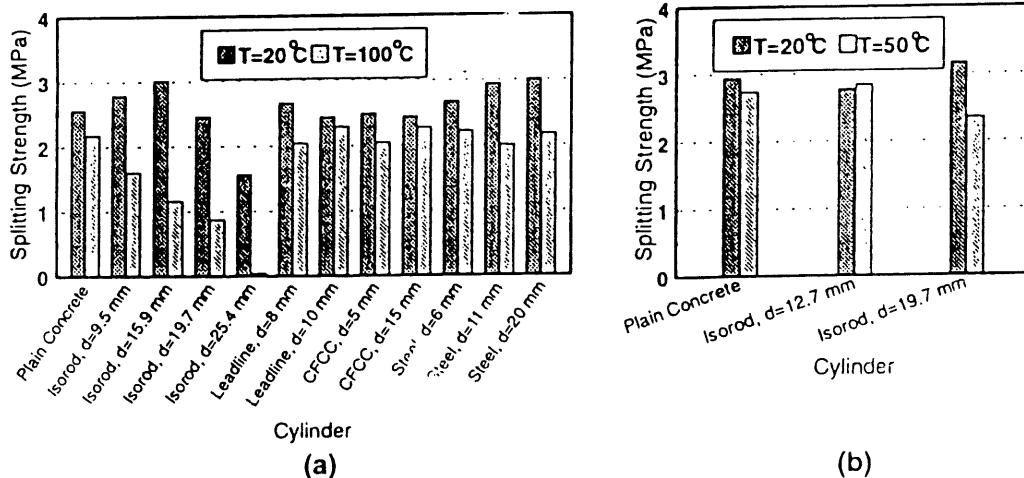 Splitting Strength (MPa)
4
3
2
1
0
T=20°C T=100°C
Plain Concrete
Isorod, d=9.5 mm
Isorod, d=15.9 mm
Isorod, d=19.7 mm
Isorod, d=25.4 mm
Leadline, d=8 mm
Leadline, d=10 mm
CFCC, d=5 mm
CFCC, d=15 mm
d=6 mm
d=11 mm
Steel, d=20 mm
Cylinder
(a)
Splitting Strength (MPa)
4
3
2
1
0
T=20°C T=50°C
Plain Concrete
Isorod, d=12.7 mm
Isorod, d=19.7 mm
Cylinder
(b)